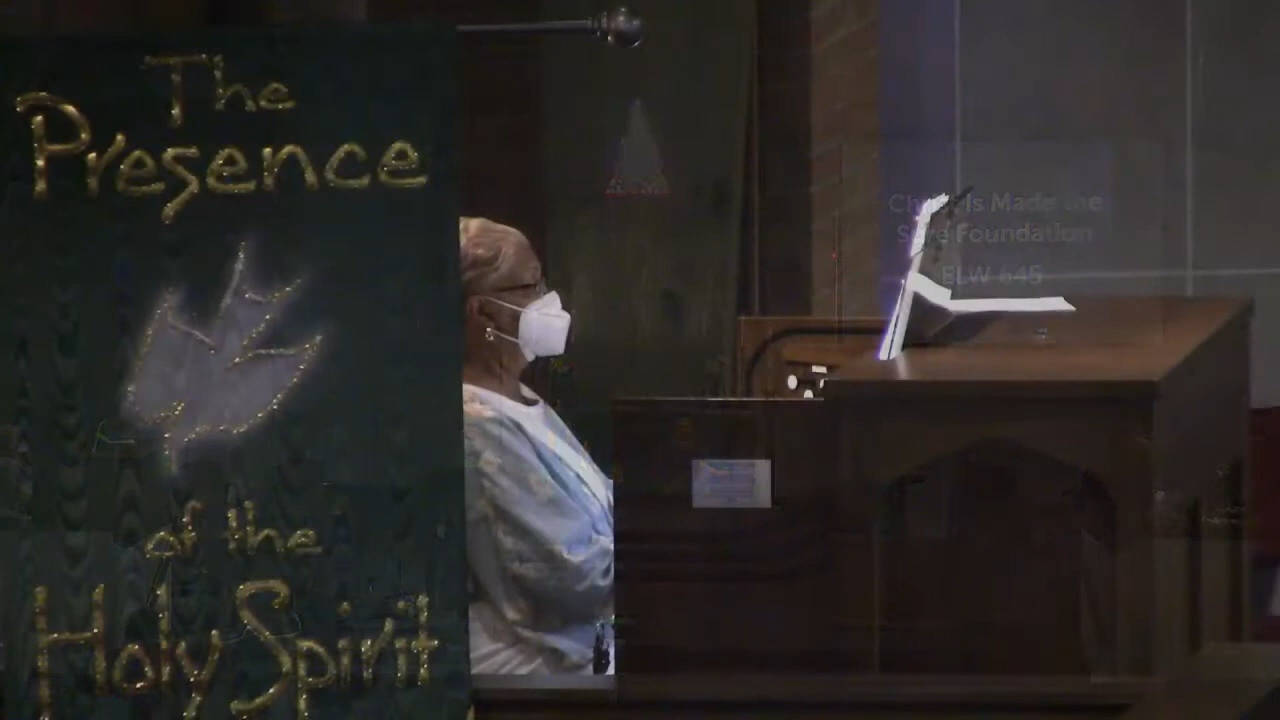 The
Presence
of the
Holy Spirit
Christ Is Made the
Sure Foundation
ELW 645